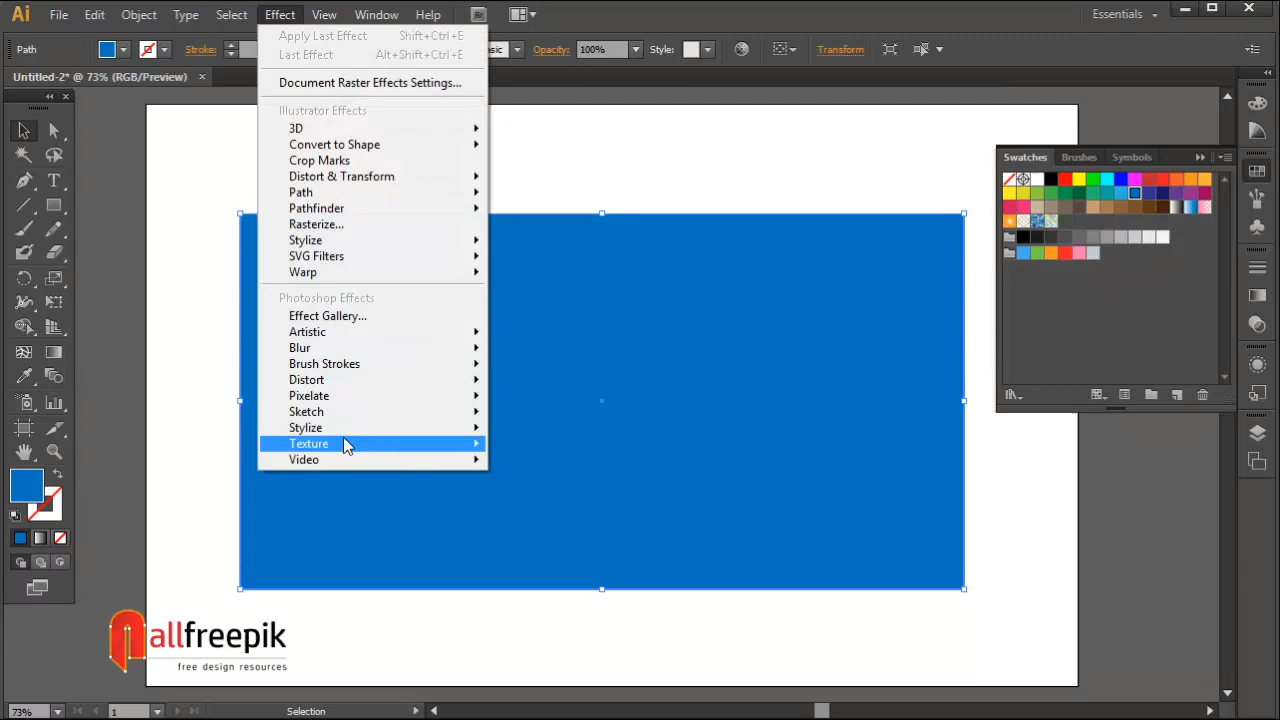 Ai File Edit Object Type Select Effect View Window Help Br Essentials
Path Stroke: Opacity: 100% Style: Transform
Untitled-2* @ 73% (RGB/Preview)
Apply Last Effect Shift+Ctrl+E
Last Effect Alt+Shift+Ctrl+E
Document Raster Effects Settings...
Illustrator Effects
3D
Convert to Shape
Crop Marks
Distort & Transform
Path
Pathfinder
Rasterize...
Stylize
SVG Filters
Warp
Photoshop Effects
Effect Gallery...
Artistic
Blur
Brush Strokes
Distort
Pixelate
Sketch
Stylize
Texture
Video
Swatches Brushes Symbols
allfreepik
free design resources
73% 1 Selection